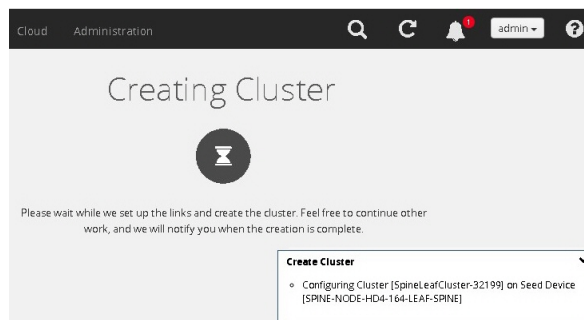 Cloud Administration 1 admin ?
Creating Cluster
Please wait while we set up the links and create the cluster. Feel free to continue other
work, and we will notify you when the creation is complete.
Create Cluster
Configuring Cluster [SpineLeafCluster-32199] on Seed Device
[SPINE-NODE-HD4-164-LEAF-SPINE]